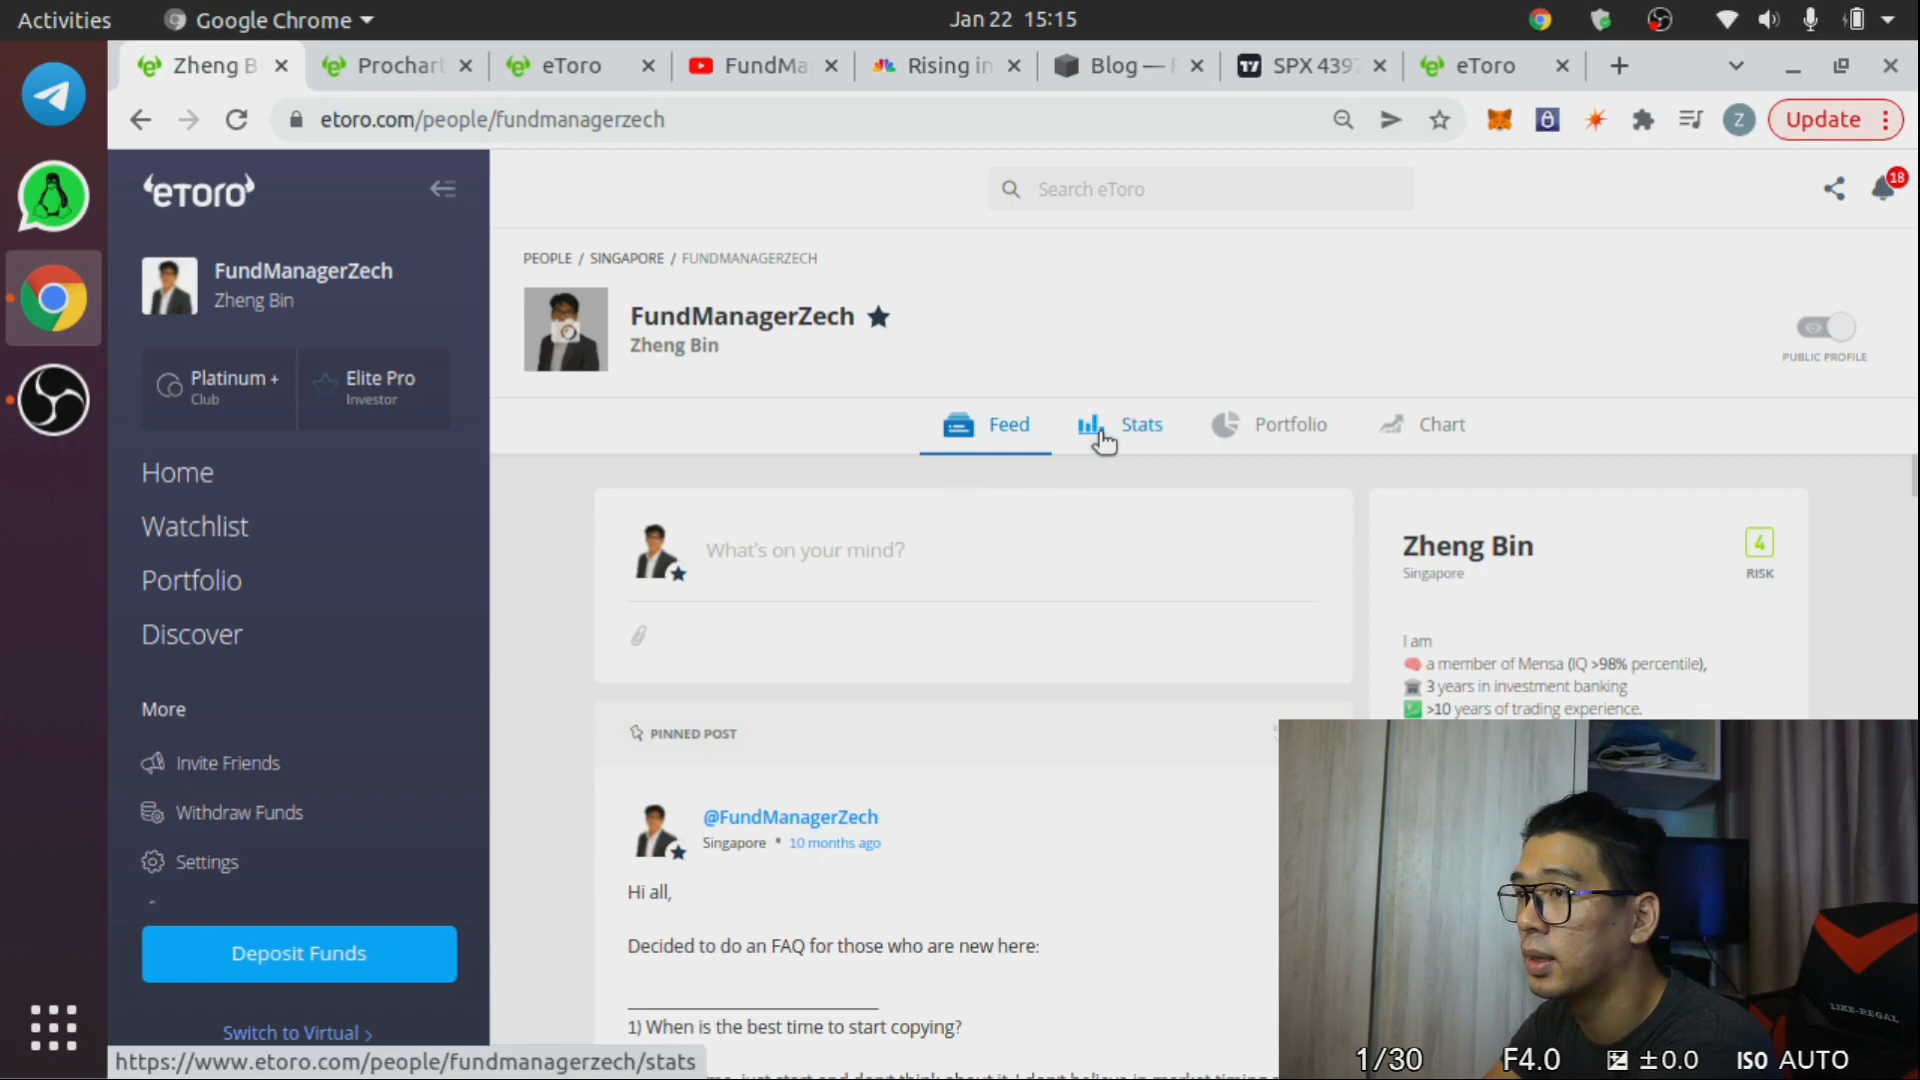 Activities
Google Chrome
Jan 22 15:15
Zheng B
Prochart
eToro
FundMa
Rising in
Blog —
SPX 439
eToro
etoro.com/people/fundmanagerzech
Z
Update
eToro
Search eToro
18
FundManagerZech
Zheng Bin
Platinum +
Club
Elite Pro
Investor
Home
Watchlist
Portfolio
Discover
More
Invite Friends
Withdraw Funds
Settings
Deposit Funds
Switch to Virtual >
PEOPLE / SINGAPORE / FUNDMANAGERZECH
FundManagerZech
Zheng Bin
PUBLIC PROFILE
Feed
Stats
Portfolio
Chart
What's on your mind?
PINNED POST
@FundManagerZech
Singapore • 10 months ago
Hi all,
Decided to do an FAQ for those who are new here:
1) When is the best time to start copying?
Zheng Bin
Singapore
4
RISK
I am
a member of Mensa (IQ >98% percentile),
3 years in investment banking
>10 years of trading experience.
https://www.etoro.com/people/fundmanagerzech/stats
LIKE-REGAL
1/30
F4.0
±0.0
ISO AUTO